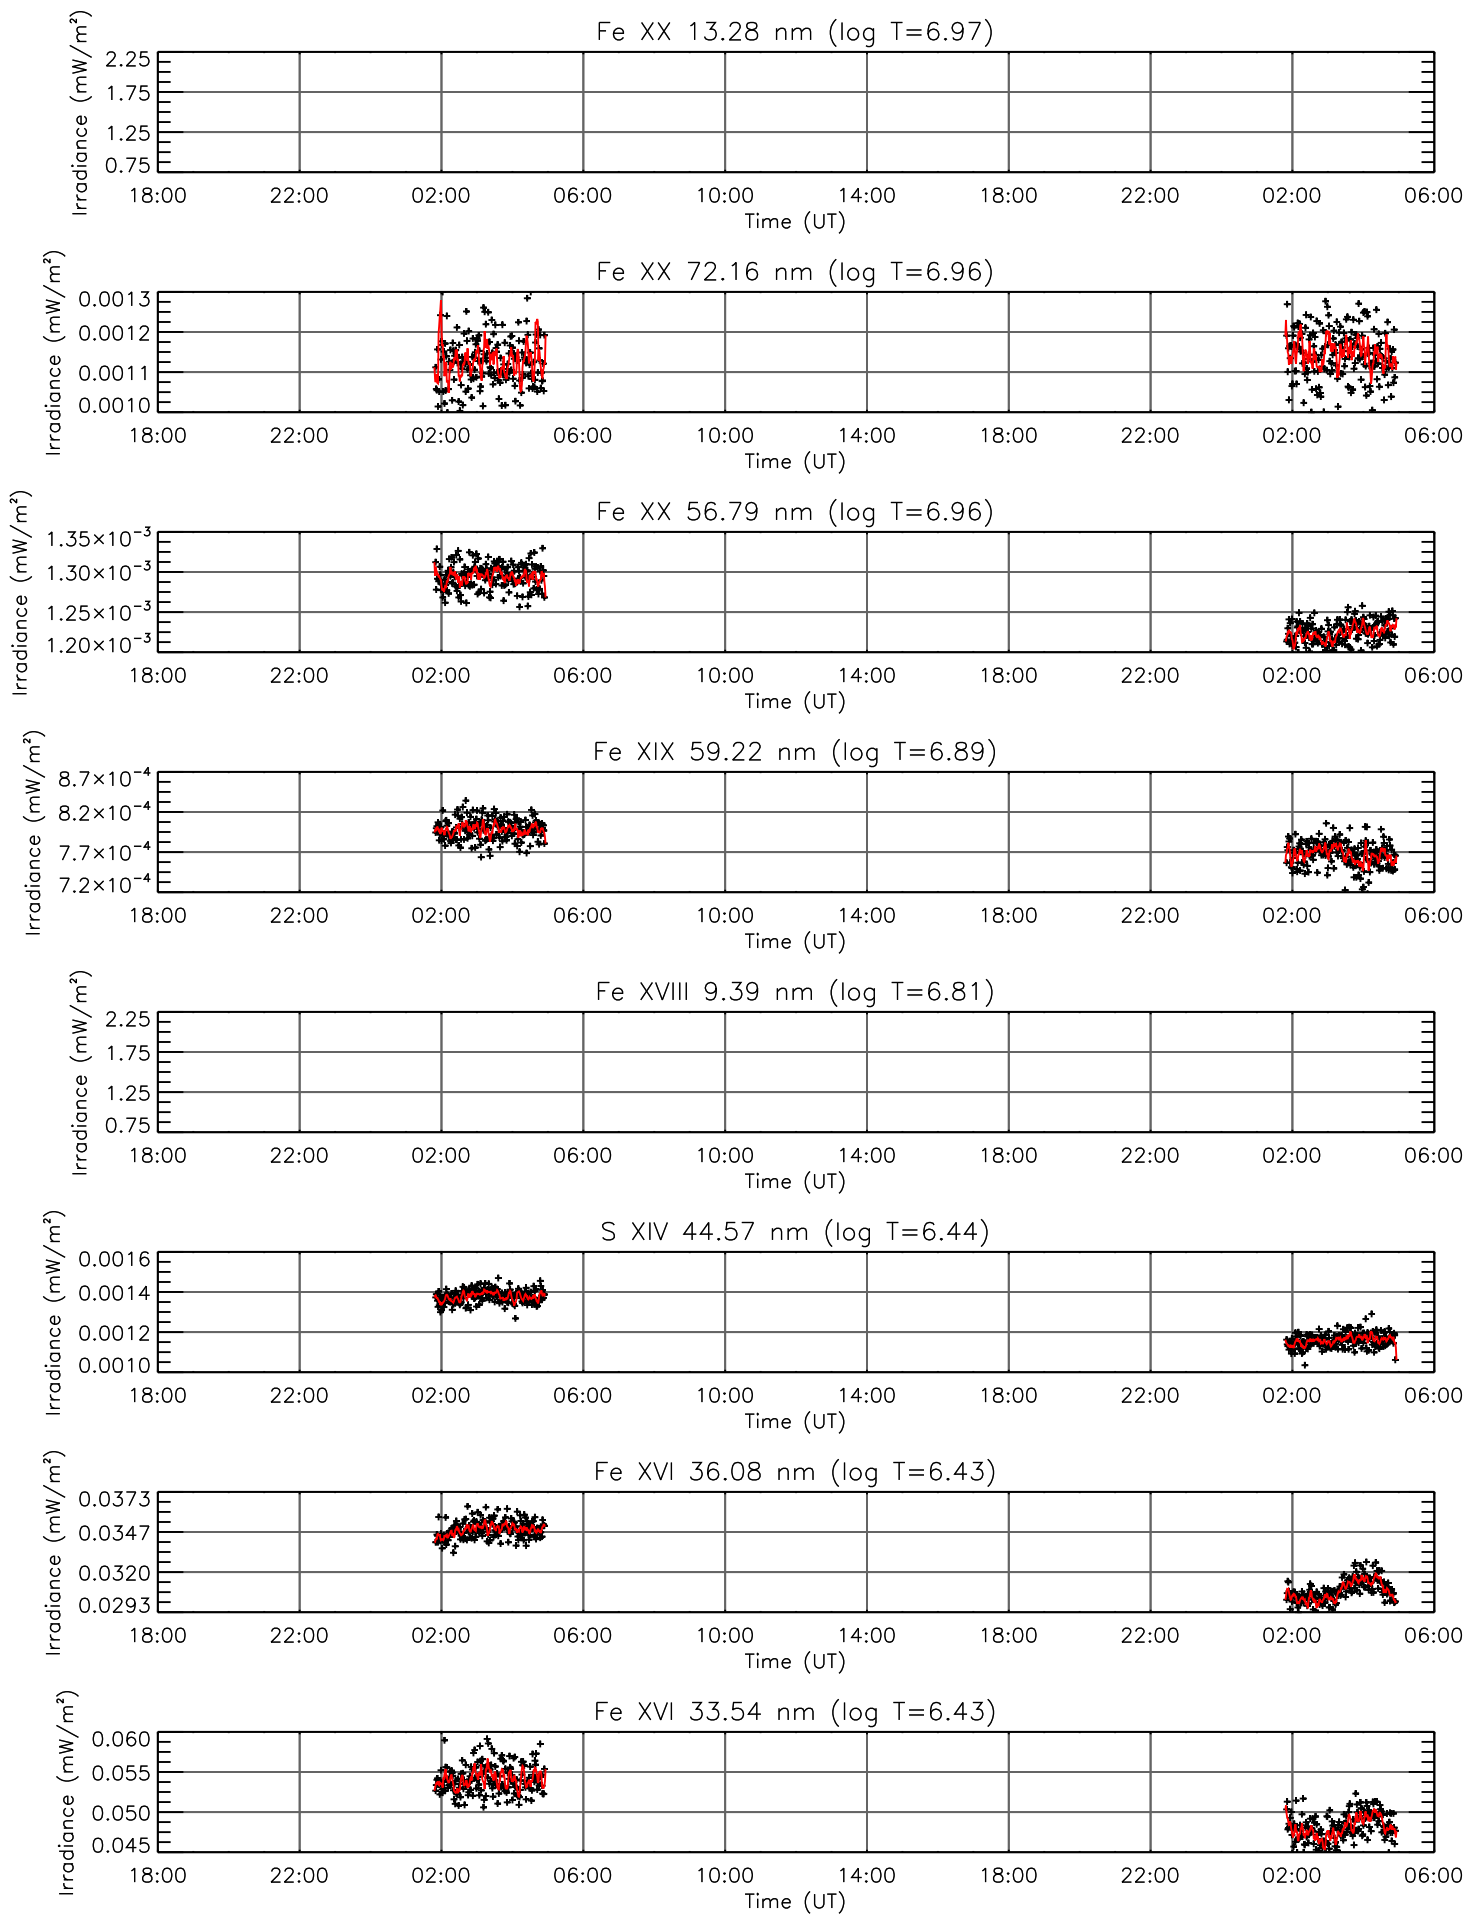 Fe XX 13.28 nm (log T=6.97)
Irradiance (mW/m²)
2.25
1.75
1.25
0.75
18:00 22:00 02:00 06:00 10:00 14:00 18:00 22:00 02:00 06:00
Time (UT)
Fe XX 72.16 nm (log T=6.96)
Irradiance (mW/m²)
0.0013
0.0012
0.0011
0.0010
18:00 22:00 02:00 06:00 10:00 14:00 18:00 22:00 02:00 06:00
Time (UT)
Fe XX 56.79 nm (log T=6.96)
Irradiance (mW/m²)
1.35×10⁻³
1.30×10⁻³
1.25×10⁻³
1.20×10⁻³
18:00 22:00 02:00 06:00 10:00 14:00 18:00 22:00 02:00 06:00
Time (UT)
Fe XIX 59.22 nm (log T=6.89)
Irradiance (mW/m²)
8.7×10⁻⁴
8.2×10⁻⁴
7.7×10⁻⁴
7.2×10⁻⁴
18:00 22:00 02:00 06:00 10:00 14:00 18:00 22:00 02:00 06:00
Time (UT)
Fe XVIII 9.39 nm (log T=6.81)
Irradiance (mW/m²)
2.25
1.75
1.25
0.75
18:00 22:00 02:00 06:00 10:00 14:00 18:00 22:00 02:00 06:00
Time (UT)
S XIV 44.57 nm (log T=6.44)
Irradiance (mW/m²)
0.0016
0.0014
0.0012
0.0010
18:00 22:00 02:00 06:00 10:00 14:00 18:00 22:00 02:00 06:00
Time (UT)
Fe XVI 36.08 nm (log T=6.43)
Irradiance (mW/m²)
0.0373
0.0347
0.0320
0.0293
18:00 22:00 02:00 06:00 10:00 14:00 18:00 22:00 02:00 06:00
Time (UT)
Fe XVI 33.54 nm (log T=6.43)
Irradiance (mW/m²)
0.060
0.055
0.050
0.045
18:00 22:00 02:00 06:00 10:00 14:00 18:00 22:00 02:00 06:00
Time (UT)